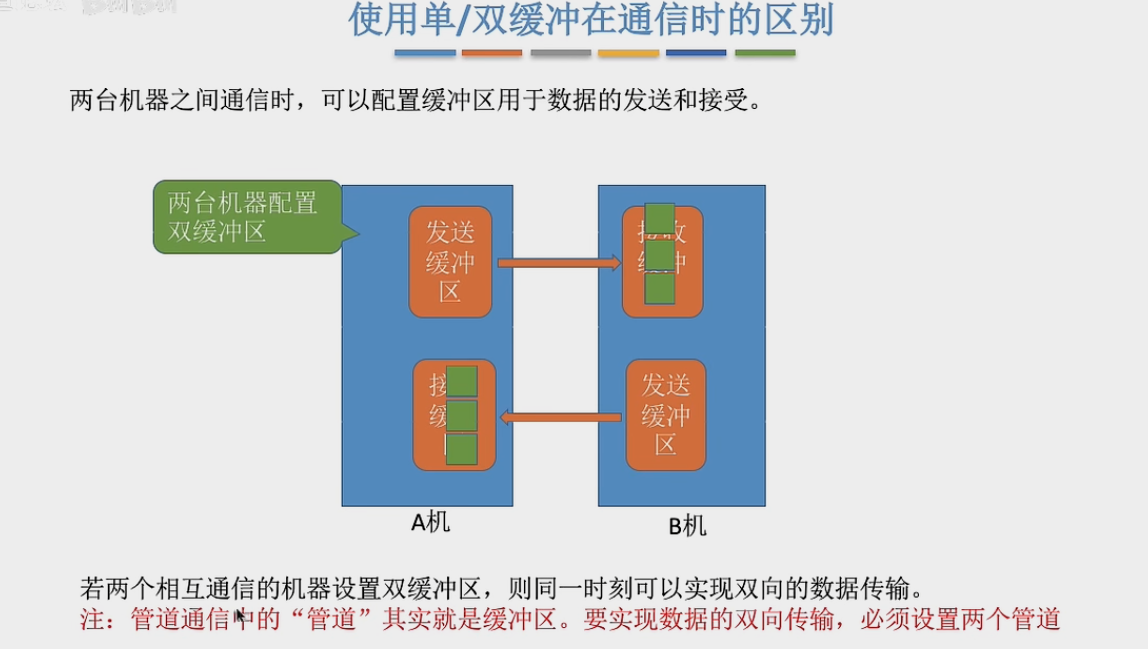 使用单/双缓冲在通信时的区别
两台机器之间通信时，可以配置缓冲区用于数据的发送和接受。
两台机器配置
双缓冲区
发送
缓冲
区
接收
缓冲
接
缓
发送
缓冲
区
A机
B机
若两个相互通信的机器设置双缓冲区，则同一时刻可以实现双向的数据传输。
注：管道通信中的“管道”其实就是缓冲区。要实现数据的双向传输，必须设置两个管道